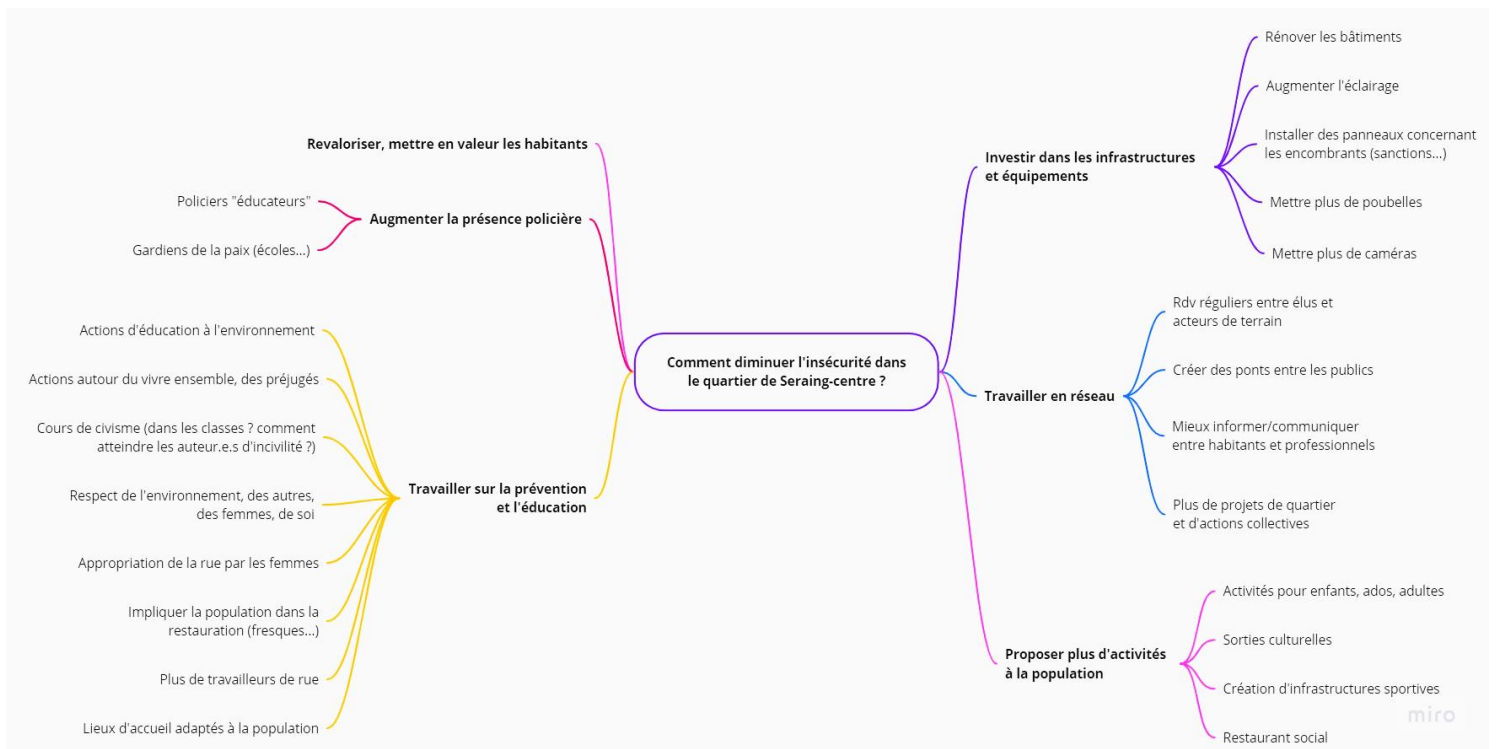 Comment diminuer l'insécurité dans
le quartier de Seraing-centre ?
Revaloriser, mettre en valeur les habitants
Augmenter la présence policière
Policiers "éducateurs"
Gardiens de la paix (écoles...)
Travailler sur la prévention
et l'éducation
Actions d'éducation à l'environnement
Actions autour du vivre ensemble, des préjugés
Cours de civisme (dans les classes ? comment
atteindre les auteur.e.s d'incivilité ?)
Respect de l'environnement, des autres,
des femmes, de soi
Appropriation de la rue par les femmes
Impliquer la population dans la
restauration (fresques...)
Plus de travailleurs de rue
Lieux d'accueil adaptés à la population
Investir dans les infrastructures
et équipements
Rénover les bâtiments
Augmenter l'éclairage
Installer des panneaux concernant
les encombrants (sanctions...)
Mettre plus de poubelles
Mettre plus de caméras
Travailler en réseau
Rdv réguliers entre élus et
acteurs de terrain
Créer des ponts entre les publics
Mieux informer/communiquer
entre habitants et professionnels
Plus de projets de quartier
et d'actions collectives
Proposer plus d'activités
à la population
Activités pour enfants, ados, adultes
Sorties culturelles
Création d'infrastructures sportives
Restaurant social
miro